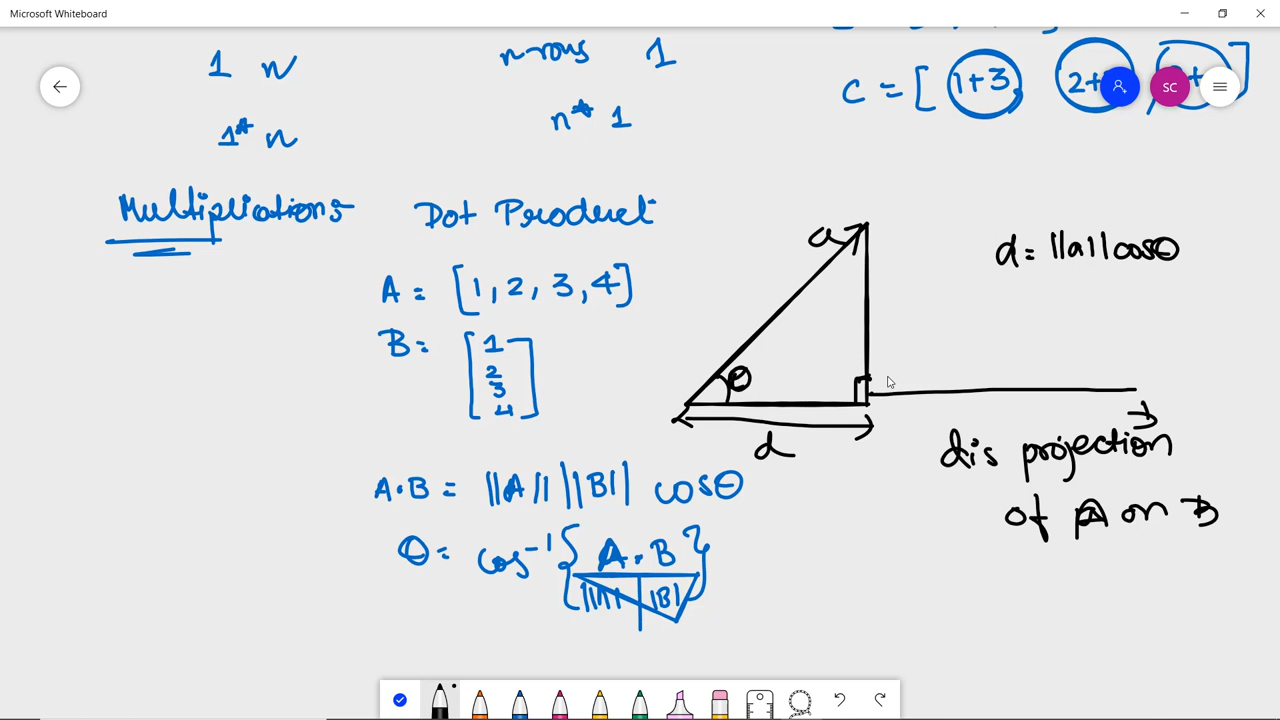 Microsoft Whiteboard
1 n
n-rows 1
C = [ 1+3, 2+
SC
1* n
n* 1
Multiplications
Dot Product
A = [1, 2, 3, 4]
B = [1
2
3
4]
a
θ
d
d = ||a|| cosθ
d is projection
of A on B
A·B = ||A|| ||B|| cosθ
θ = cos⁻¹ { A·B